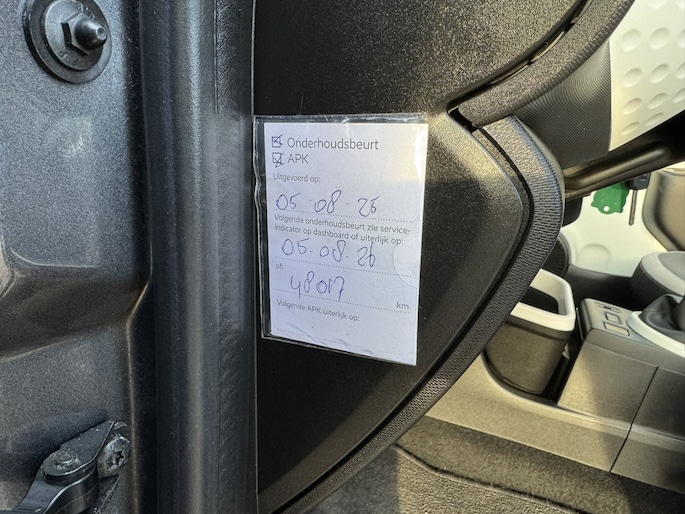 Onderhoudsbeurt
APK
Uitgevoerd op:
05-08-25
Volgende onderhoudsbeurt zie service-
indicator op dashboard of uiterlijk op:
05.08.26
of:
48017 km
Volgende APK uiterlijk op: